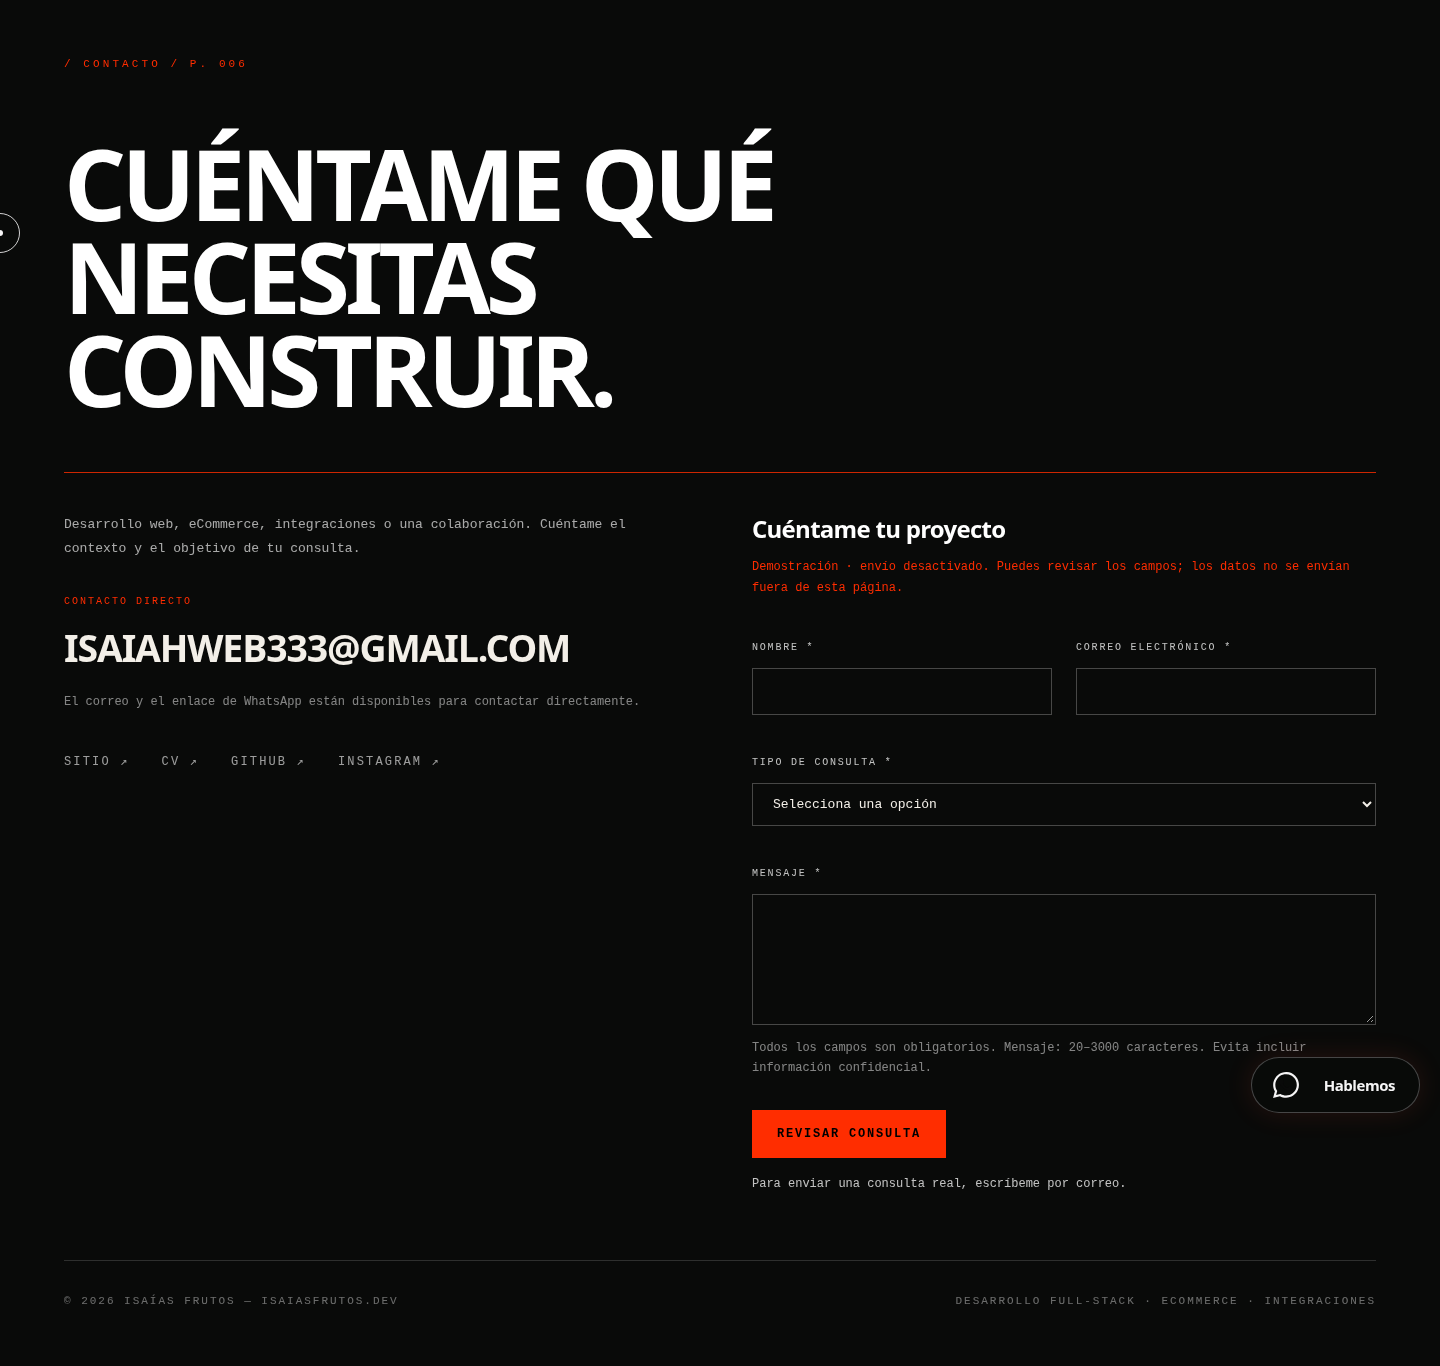 / CONTACTO / P. 006
CUÉNTAME QUÉ
NECESITAS
CONSTRUIR.
Desarrollo web, eCommerce, integraciones o una colaboración. Cuéntame el
contexto y el objetivo de tu consulta.
CONTACTO DIRECTO
ISAIAHWEB333@GMAIL.COM
El correo y el enlace de WhatsApp están disponibles para contactar directamente.
SITIO ↗ CV ↗ GITHUB ↗ INSTAGRAM ↗
Cuéntame tu proyecto
Demostración · envío desactivado. Puedes revisar los campos; los datos no se envían
fuera de esta página.
NOMBRE * CORREO ELECTRÓNICO *
TIPO DE CONSULTA *
Selecciona una opción
MENSAJE *
Todos los campos son obligatorios. Mensaje: 20–3000 caracteres. Evita incluir
información confidencial.
Hablemos
REVISAR CONSULTA
Para enviar una consulta real, escríbeme por correo.
© 2026 ISAÍAS FRUTOS — ISAIASFRUTOS.DEV
DESARROLLO FULL-STACK · ECOMMERCE · INTEGRACIONES